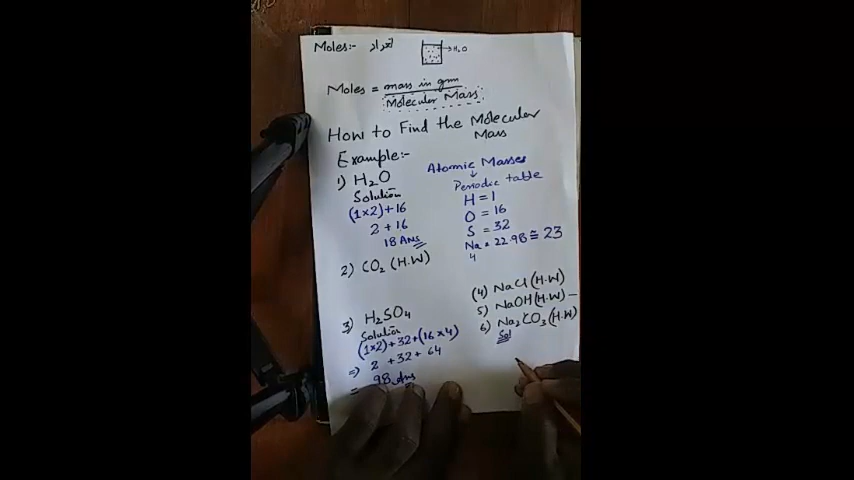 Moles:-
H₂O
Moles = mass in gm
Molecular Mass
How to Find the Molecular
Mass
Example:-
1) H₂O
Solution
(1×2)+16
2 + 16
18 Ans
2) CO₂ (H.W)
3) H₂SO₄
Solution
(1×2)+32+(16×4)
=) 2 +32+ 64
= 98 Ans
Atomic Masses
↓
Periodic table
H = 1
O = 16
S = 32
Na = 22.98 ≅ 23
(4) NaCl (H.W)
5) NaOH (H.W) –
6) Na₂CO₃ (H.W)
Sol